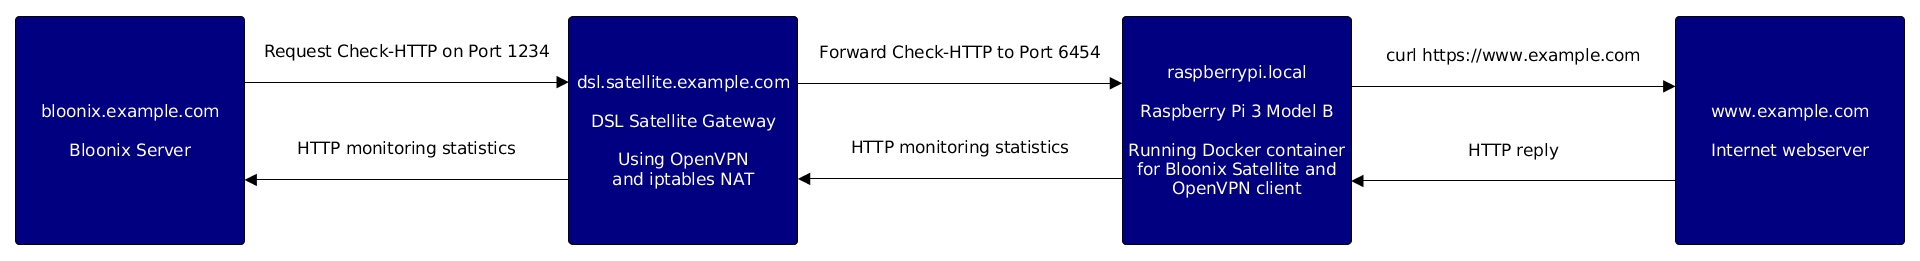 bloonix.example.com
Bloonix Server
Request Check-HTTP on Port 1234
HTTP monitoring statistics
dsl.satellite.example.com
DSL Satellite Gateway
Using OpenVPN
and iptables NAT
Forward Check-HTTP to Port 6454
HTTP monitoring statistics
raspberrypi.local
Raspberry Pi 3 Model B
Running Docker container
for Bloonix Satellite and
OpenVPN client
curl https://www.example.com
HTTP reply
www.example.com
Internet webserver